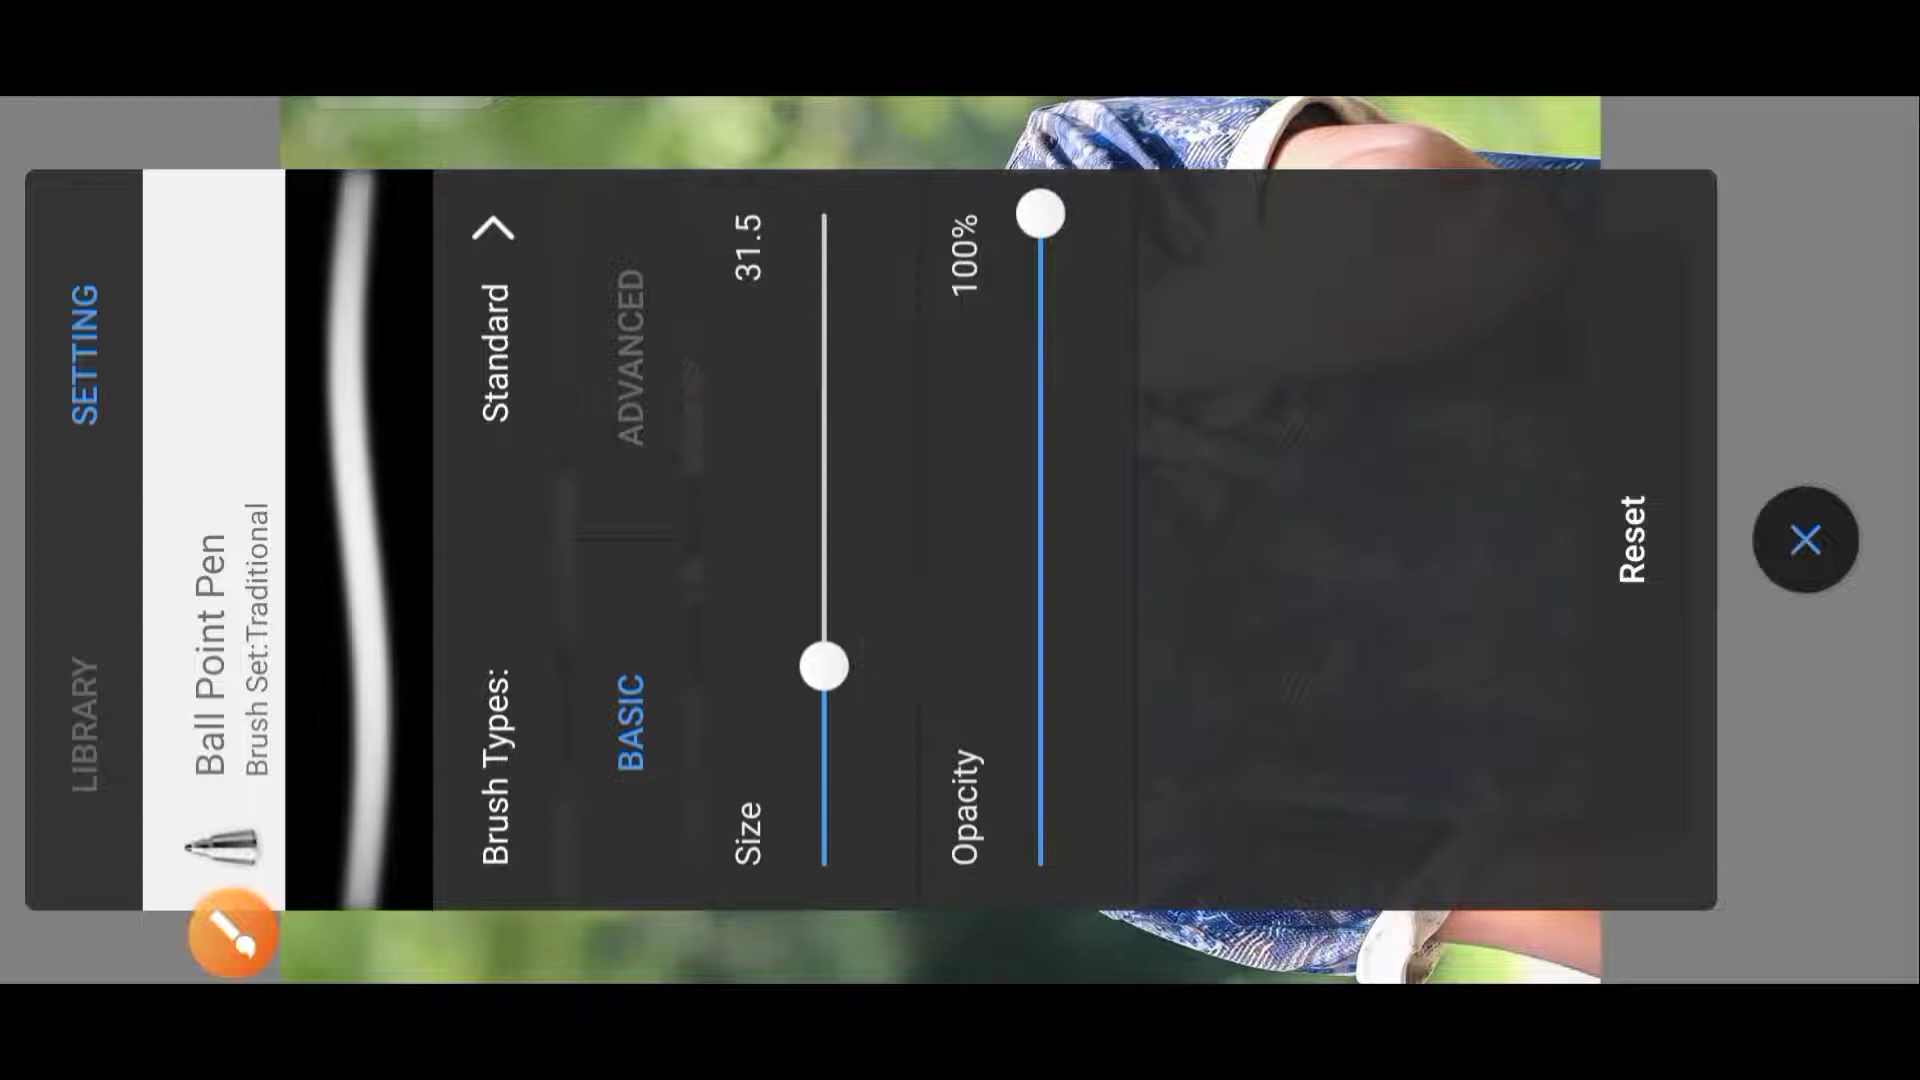 LIBRARY SETTING
Ball Point Pen
Brush Set:Traditional
Brush Types: Standard
BASIC ADVANCED
Size 31.5
Opacity 100%
Reset